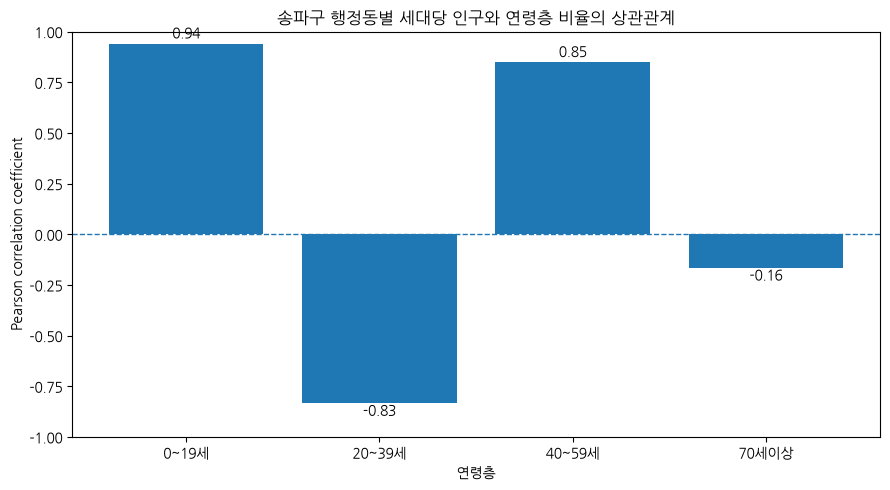 송파구 행정동별 세대당 인구와 연령층 비율의 상관관계
Pearson correlation coefficient
1.00
0.75
0.50
0.25
0.00
-0.25
-0.50
-0.75
-1.00
0.94
-0.83
0.85
-0.16
0~19세
20~39세
40~59세
70세이상
연령층